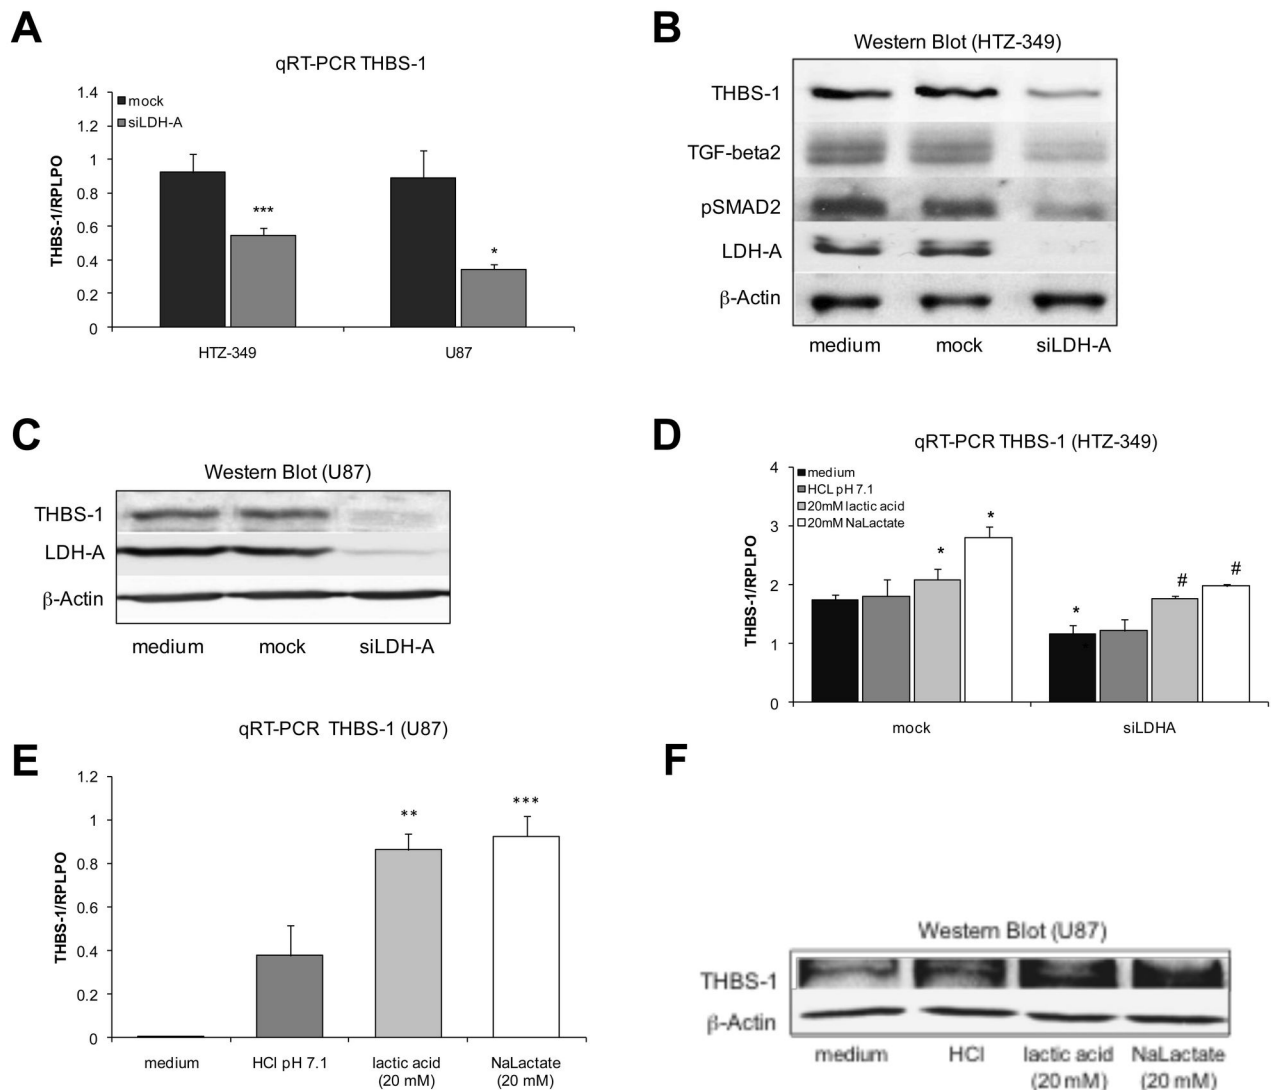 A
qRT-PCR THBS-1
1.4
1.2
1
0.8
0.6
0.4
0.2
0
THBS-1/RPLPO
mock
siLDH-A
***
*
HTZ-349
U87
B
Western Blot (HTZ-349)
THBS-1
TGF-beta2
pSMAD2
LDH-A
β-Actin
medium mock siLDH-A
C
Western Blot (U87)
THBS-1
LDH-A
β-Actin
medium mock siLDH-A
D
qRT-PCR THBS-1 (HTZ-349)
4
3
2
1
0
THBS-1/RPLPO
medium
HCL pH 7.1
20mM lactic acid
20mM NaLactate
*
*
*
#
#
mock
siLDHA
E
qRT-PCR THBS-1 (U87)
1.2
1
0.8
0.6
0.4
0.2
0
THBS-1/RPLPO
**
***
medium
HCl pH 7.1
lactic acid
(20 mM)
NaLactate
(20 mM)
F
Western Blot (U87)
THBS-1
β-Actin
medium
HCl
lactic acid
(20 mM)
NaLactate
(20 mM)